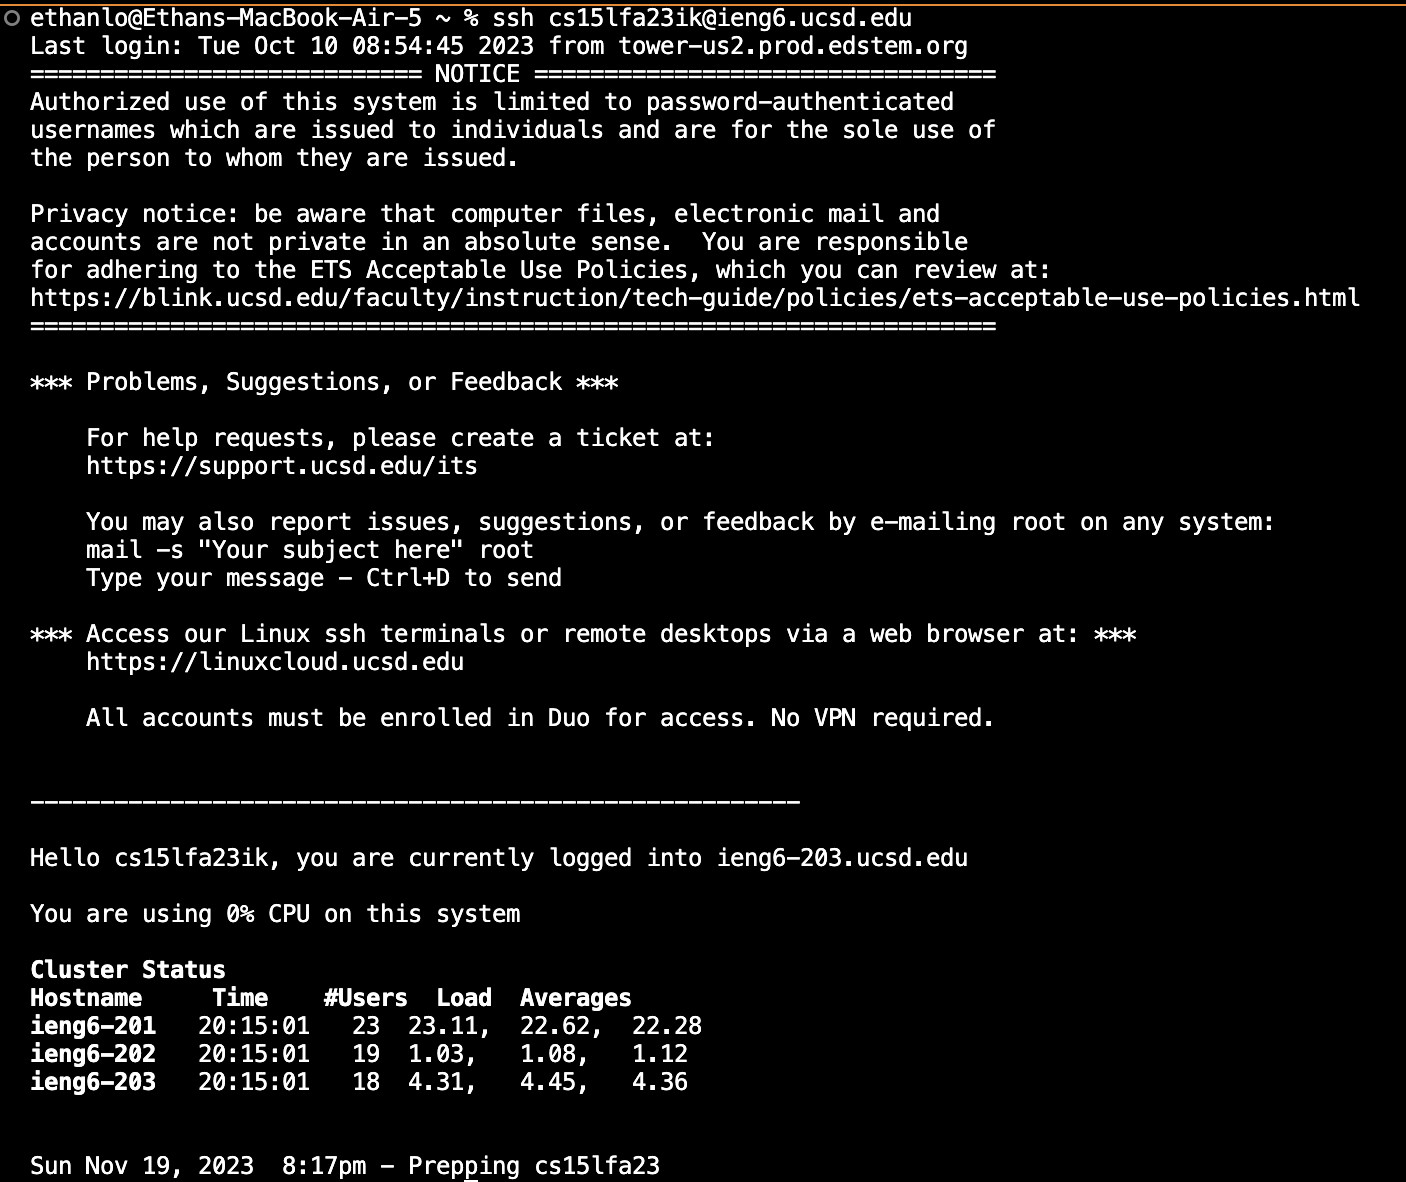 ethanlo@Ethans-MacBook-Air-5 ~ % ssh cs15lfa23ik@ieng6.ucsd.edu
Last login: Tue Oct 10 08:54:45 2023 from tower-us2.prod.edstem.org
============================ NOTICE =================================
Authorized use of this system is limited to password-authenticated
usernames which are issued to individuals and are for the sole use of
the person to whom they are issued.

Privacy notice: be aware that computer files, electronic mail and
accounts are not private in an absolute sense.  You are responsible
for adhering to the ETS Acceptable Use Policies, which you can review at:
https://blink.ucsd.edu/faculty/instruction/tech-guide/policies/ets-acceptable-use-policies.html
=====================================================================

*** Problems, Suggestions, or Feedback ***

    For help requests, please create a ticket at:
    https://support.ucsd.edu/its

    You may also report issues, suggestions, or feedback by e-mailing root on any system:
    mail -s "Your subject here" root
    Type your message - Ctrl+D to send

*** Access our Linux ssh terminals or remote desktops via a web browser at: ***
    https://linuxcloud.ucsd.edu

    All accounts must be enrolled in Duo for access. No VPN required.


-------------------------------------------------------

Hello cs15lfa23ik, you are currently logged into ieng6-203.ucsd.edu

You are using 0% CPU on this system

Cluster Status
Hostname     Time    #Users  Load  Averages
ieng6-201   20:15:01   23  23.11,  22.62,  22.28
ieng6-202   20:15:01   19  1.03,   1.08,   1.12
ieng6-203   20:15:01   18  4.31,   4.45,   4.36


Sun Nov 19, 2023  8:17pm - Prepping cs15lfa23